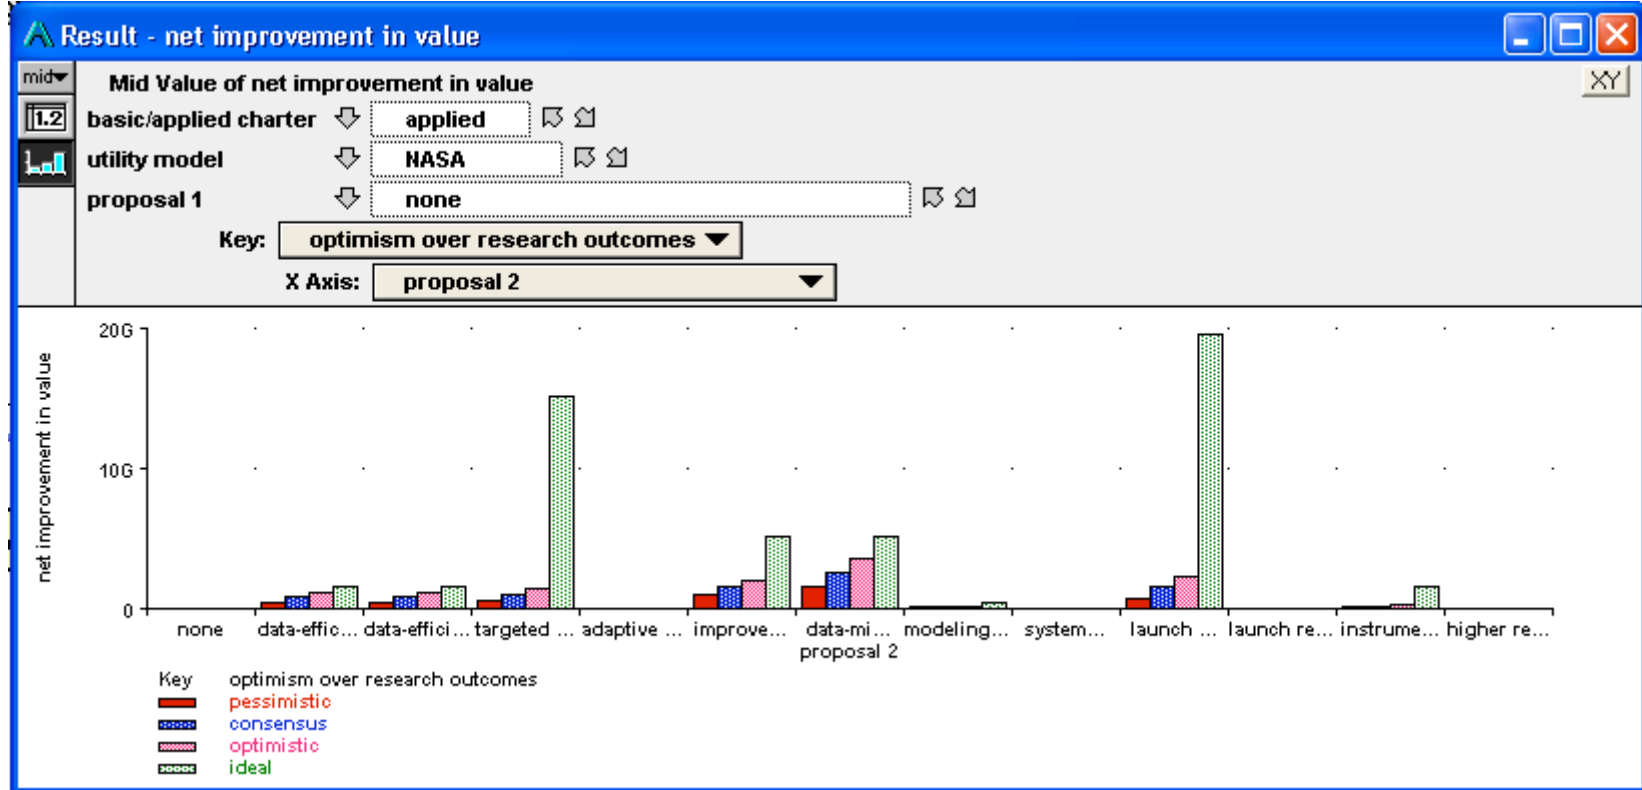 Result - net improvement in value
mid
Mid Value of net improvement in value
XY
1.2
basic/applied charter applied
utility model NASA
proposal 1 none
Key: optimism over research outcomes
X Axis: proposal 2
20G
10G
0
net improvement in value
none data-effic... data-effici... targeted ... adaptive ... improve... data-mi... modeling... system... launch ... launch re... instrume... higher re...
proposal 2
Key optimism over research outcomes
pessimistic
consensus
optimistic
ideal